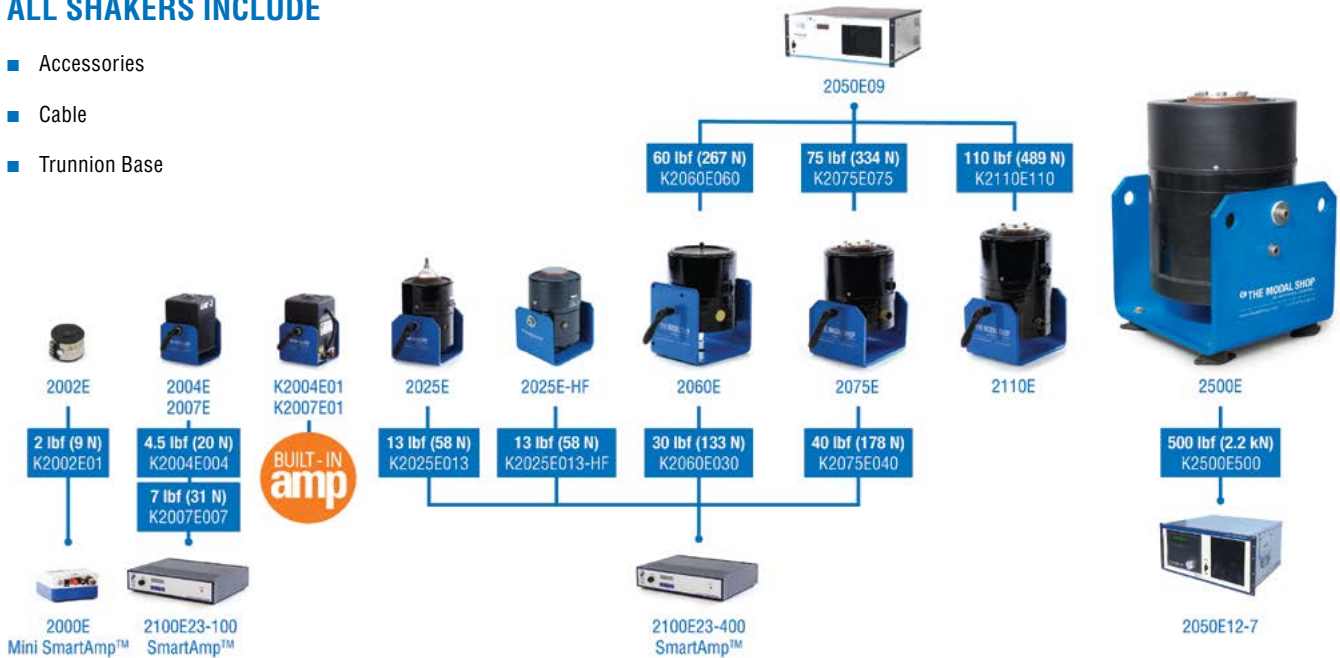 ALL SHAKERS INCLUDE
Accessories
Cable
Trunnion Base
2050E09
60 lbf (267 N)
K2060E060
75 lbf (334 N)
K2075E075
110 lbf (489 N)
K2110E110
THE MODAL SHOP
THE MODAL SHOP
2002E
2004E
2007E
K2004E01
K2007E01
2025E
2025E-HF
2060E
2075E
2110E
2500E
2 lbf (9 N)
K2002E01
4.5 lbf (20 N)
K2004E004
7 lbf (31 N)
K2007E007
BUILT-IN
amp
13 lbf (58 N)
K2025E013
13 lbf (58 N)
K2025E013-HF
30 lbf (133 N)
K2060E030
40 lbf (178 N)
K2075E040
500 lbf (2.2 kN)
K2500E500
2000E
Mini SmartAmp™
2100E23-100
SmartAmp™
2100E23-400
SmartAmp™
2050E12-7